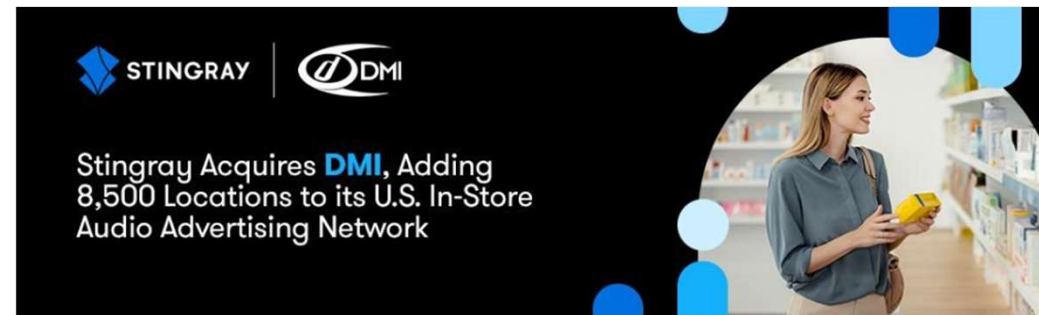 STINGRAY
DMI
Stingray Acquires DMI, Adding
8,500 Locations to its U.S. In-Store
Audio Advertising Network